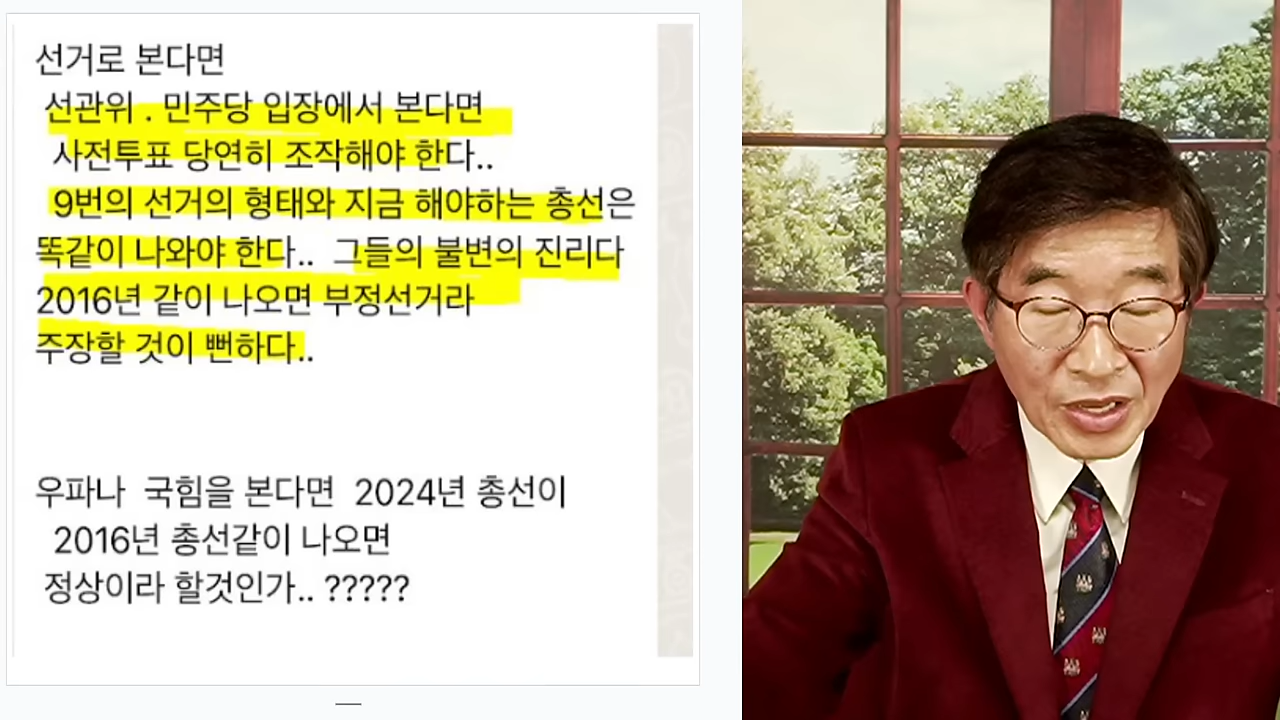 선거로 본다면
선관위 . 민주당 입장에서 본다면
사전투표 당연히 조작해야 한다..
9번의 선거의 형태와 지금 해야하는 총선은
똑같이 나와야 한다.. 그들의 불변의 진리다
2016년 같이 나오면 부정선거라
주장할 것이 뻔하다..
우파나 국힘을 본다면 2024년 총선이
2016년 총선같이 나오면
정상이라 할것인가.. ?????